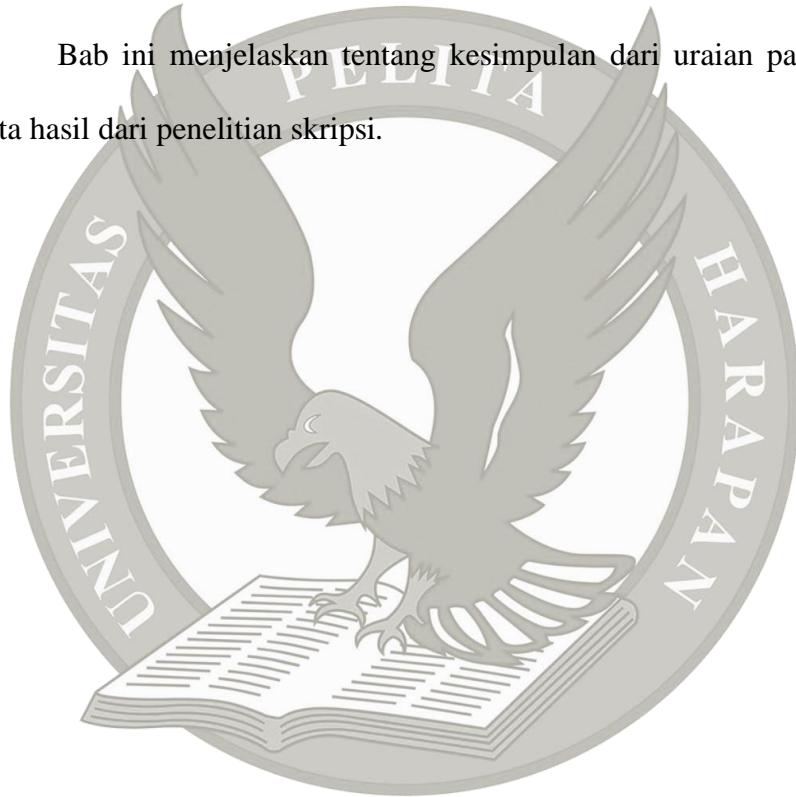 Bab ini menjelaskan tentang kesimpulan dari uraian pa
ta hasil dari penelitian skripsi.
UNIVERSITAS
PELITA
HARAPAN